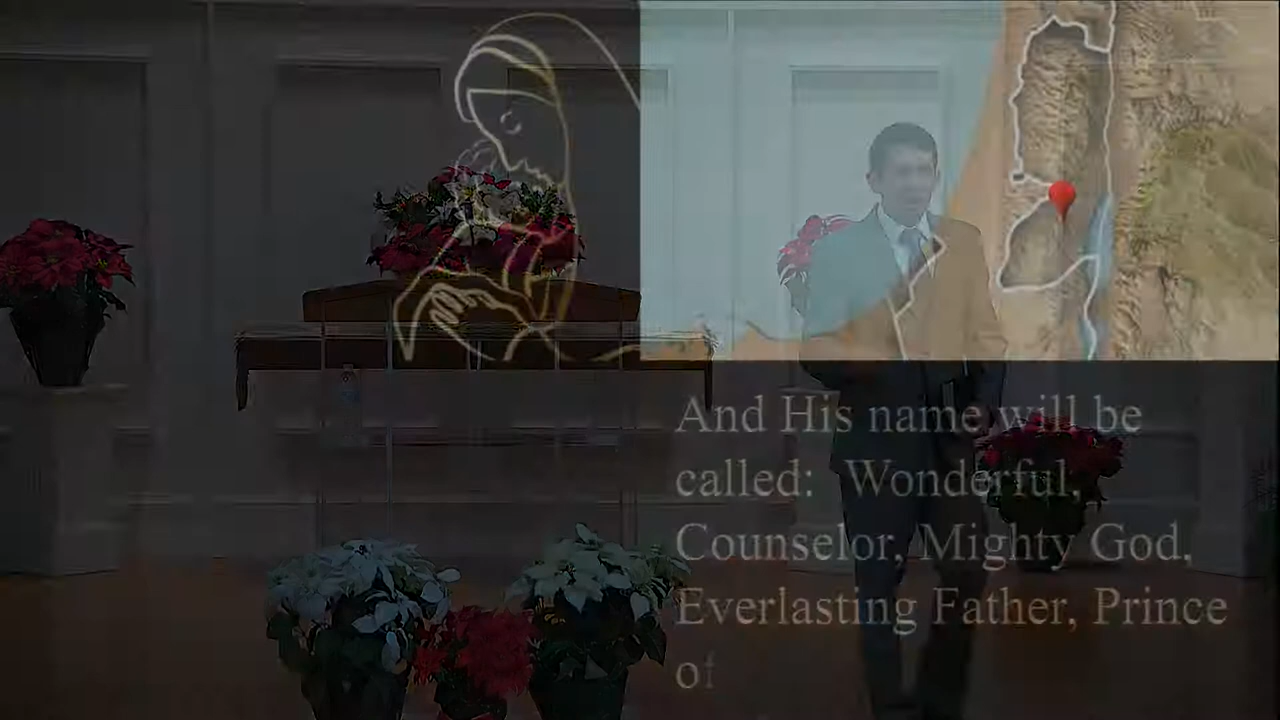 And His name will be
called: Wonderful,
Counselor, Mighty God,
Everlasting Father, Prince
of